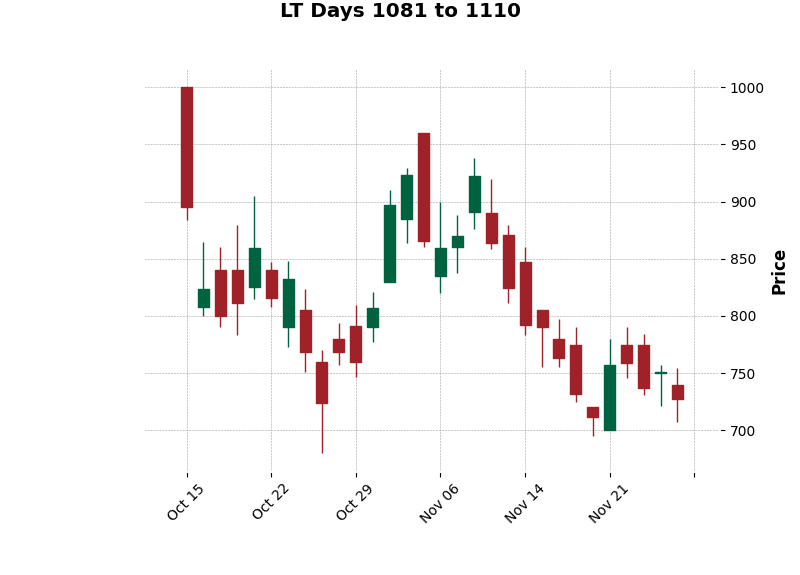 LT Days 1081 to 1110
1000
950
900
850
800
750
700
Price
Oct 15
Oct 22
Oct 29
Nov 06
Nov 14
Nov 21